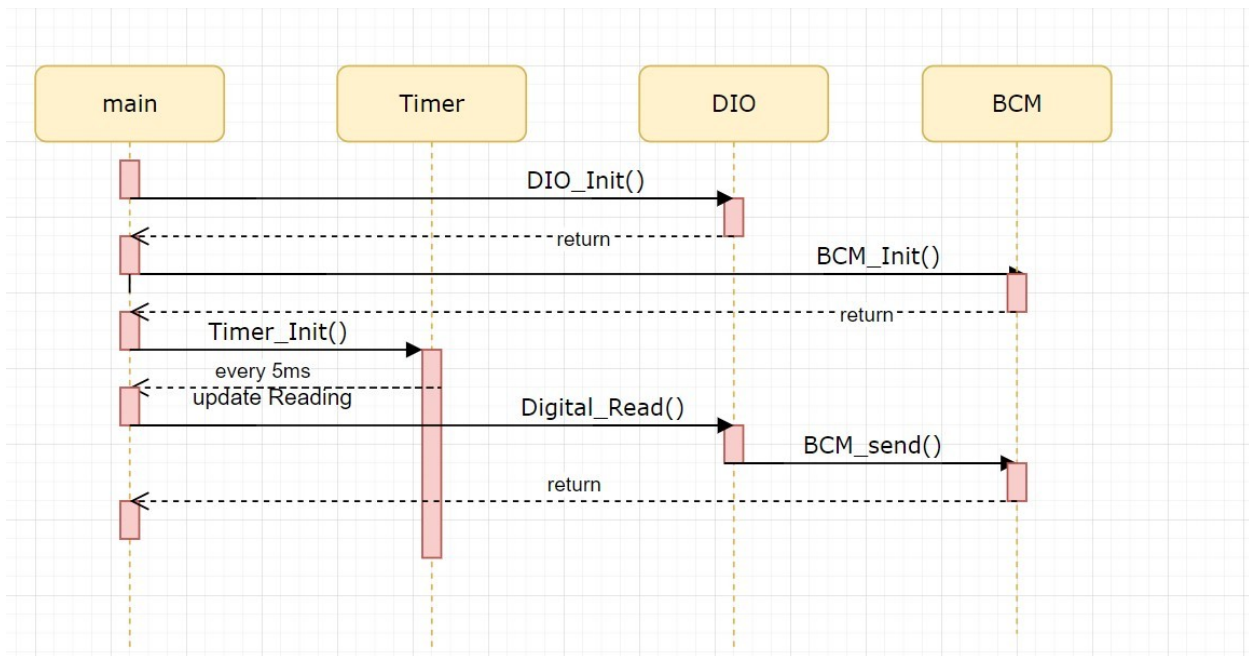 main
Timer
DIO
BCM
DIO_Init()
return
BCM_Init()
return
Timer_Init()
every 5ms
update Reading
Digital_Read()
BCM_send()
return